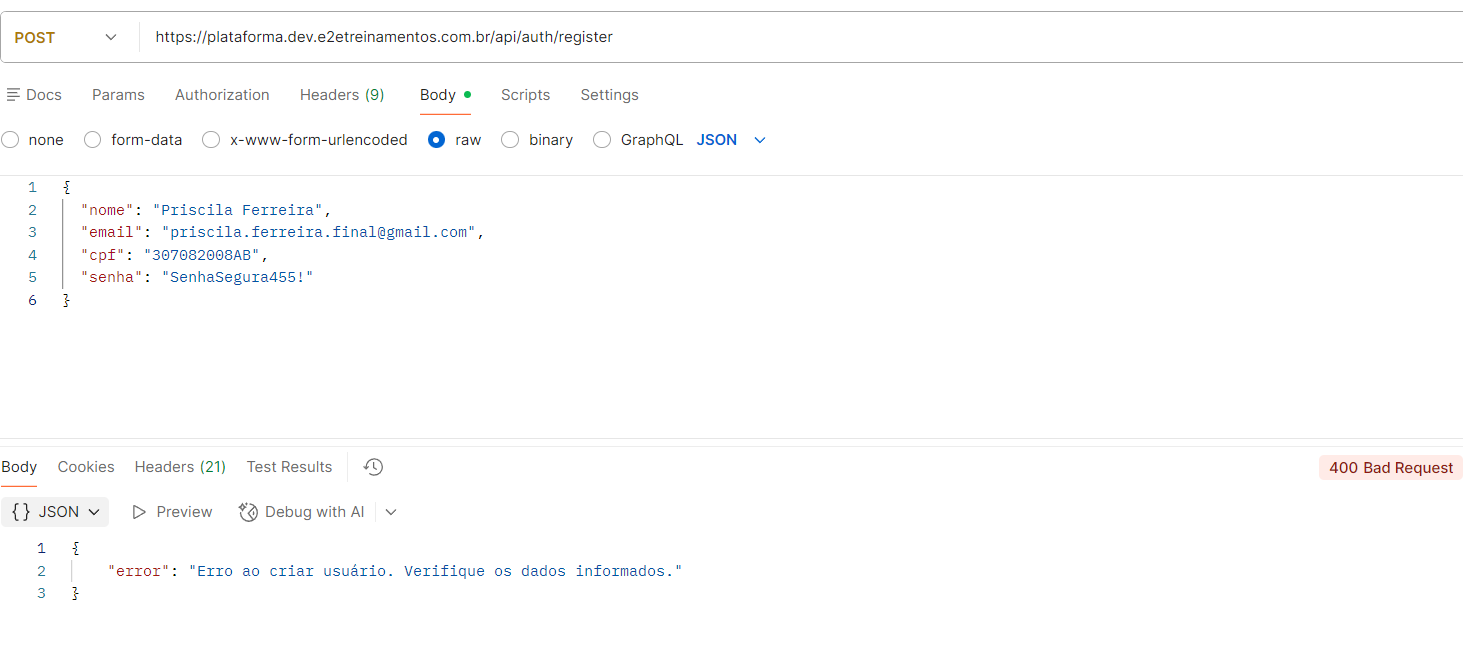 POST https://plataforma.dev.e2etreinamentos.com.br/api/auth/register
Docs Params Authorization Headers (9) Body Scripts Settings
none form-data x-www-form-urlencoded raw binary GraphQL JSON
1 {
2 "nome": "Priscila Ferreira",
3 "email": "priscila.ferreira.final@gmail.com",
4 "cpf": "307082008AB",
5 "senha": "SenhaSegura455!"
6 }
Body Cookies Headers (21) Test Results 400 Bad Request
{} JSON Preview Debug with AI
1 {
2 "error": "Erro ao criar usuário. Verifique os dados informados."
3 }